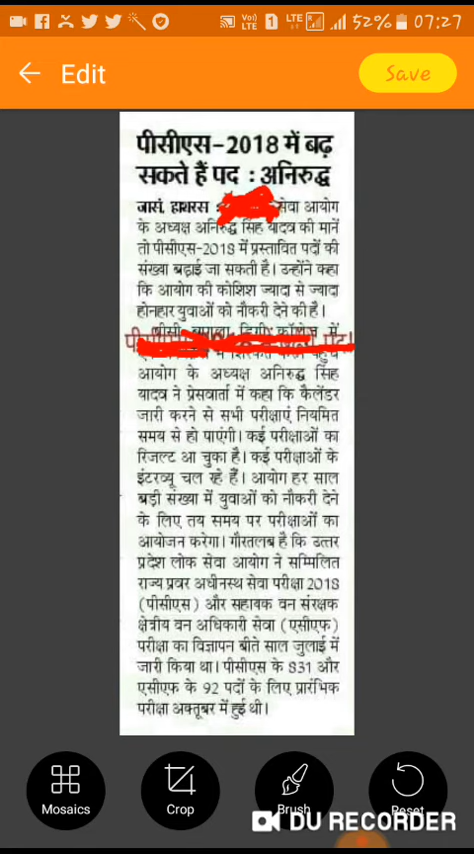 LTE 52% 07:27
Edit
Save
पीसीएस-2018 में बढ़
सकते हैं पद : अनिरुद्ध
जासं, हाथरस : सेवा आयोग
के अध्यक्ष अनिरुद्ध सिंह यादव की मानें
तो पीसीएस-2018 में प्रस्तावित पदों की
संख्या बढ़ाई जा सकती है। उन्होंने कहा
कि आयोग की कोशिश ज्यादा से ज्यादा
होनहार युवाओं को नौकरी देने की है।
पीसी बागला डिग्री कॉलेज में
आयोग के अध्यक्ष अनिरुद्ध सिंह
यादव ने प्रेसवार्ता में कहा कि कैलेंडर
जारी करने से सभी परीक्षाएं नियमित
समय से हो पाएंगी। कई परीक्षाओं का
रिजल्ट आ चुका है। कई परीक्षाओं के
इंटरव्यू चल रहे हैं। आयोग हर साल
बड़ी संख्या में युवाओं को नौकरी देने
के लिए तय समय पर परीक्षाओं का
आयोजन करेगा। गौरतलब है कि उत्तर
प्रदेश लोक सेवा आयोग ने सम्मिलित
राज्य प्रवर अधीनस्थ सेवा परीक्षा 2018
(पीसीएस) और सहायक वन संरक्षक
क्षेत्रीय वन अधिकारी सेवा (एसीएफ)
परीक्षा का विज्ञापन बीते साल जुलाई में
जारी किया था। पीसीएस के 831 और
एसीएफ के 92 पदों के लिए प्रारंभिक
परीक्षा अक्तूबर में हुई थी।
Mosaics
Crop
Brush
Reset
DU RECORDER